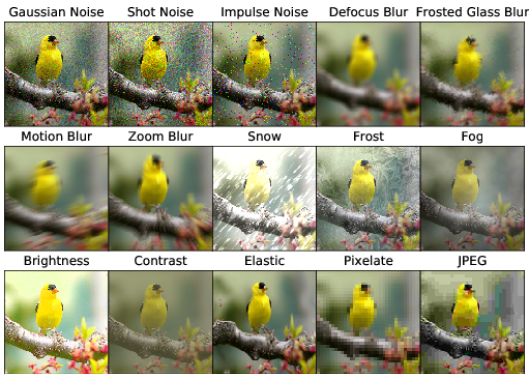 Gaussian Noise Shot Noise Impulse Noise Defocus Blur Frosted Glass Blur
Motion Blur Zoom Blur Snow Frost Fog
Brightness Contrast Elastic Pixelate JPEG